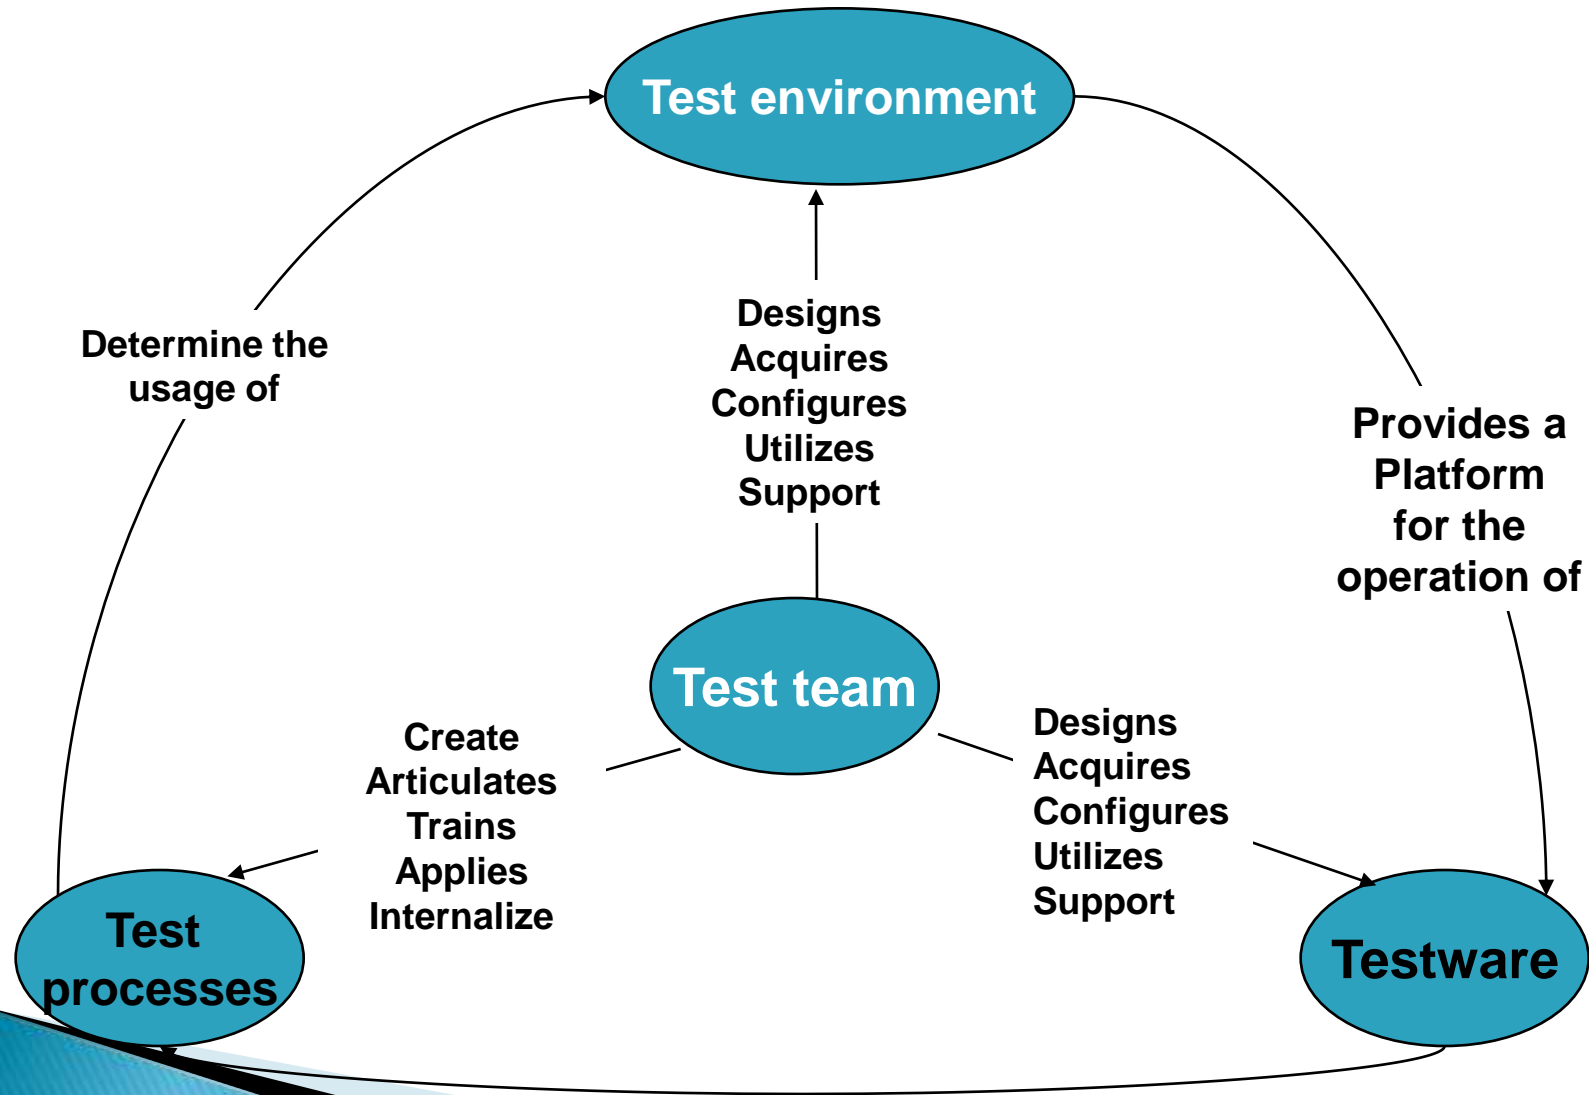 Test environment
Determine the
usage of
Designs
Acquires
Configures
Utilizes
Support
Provides a
Platform
for the
operation of
Test team
Create
Articulates
Trains
Applies
Internalize
Designs
Acquires
Configures
Utilizes
Support
Test
processes
Testware